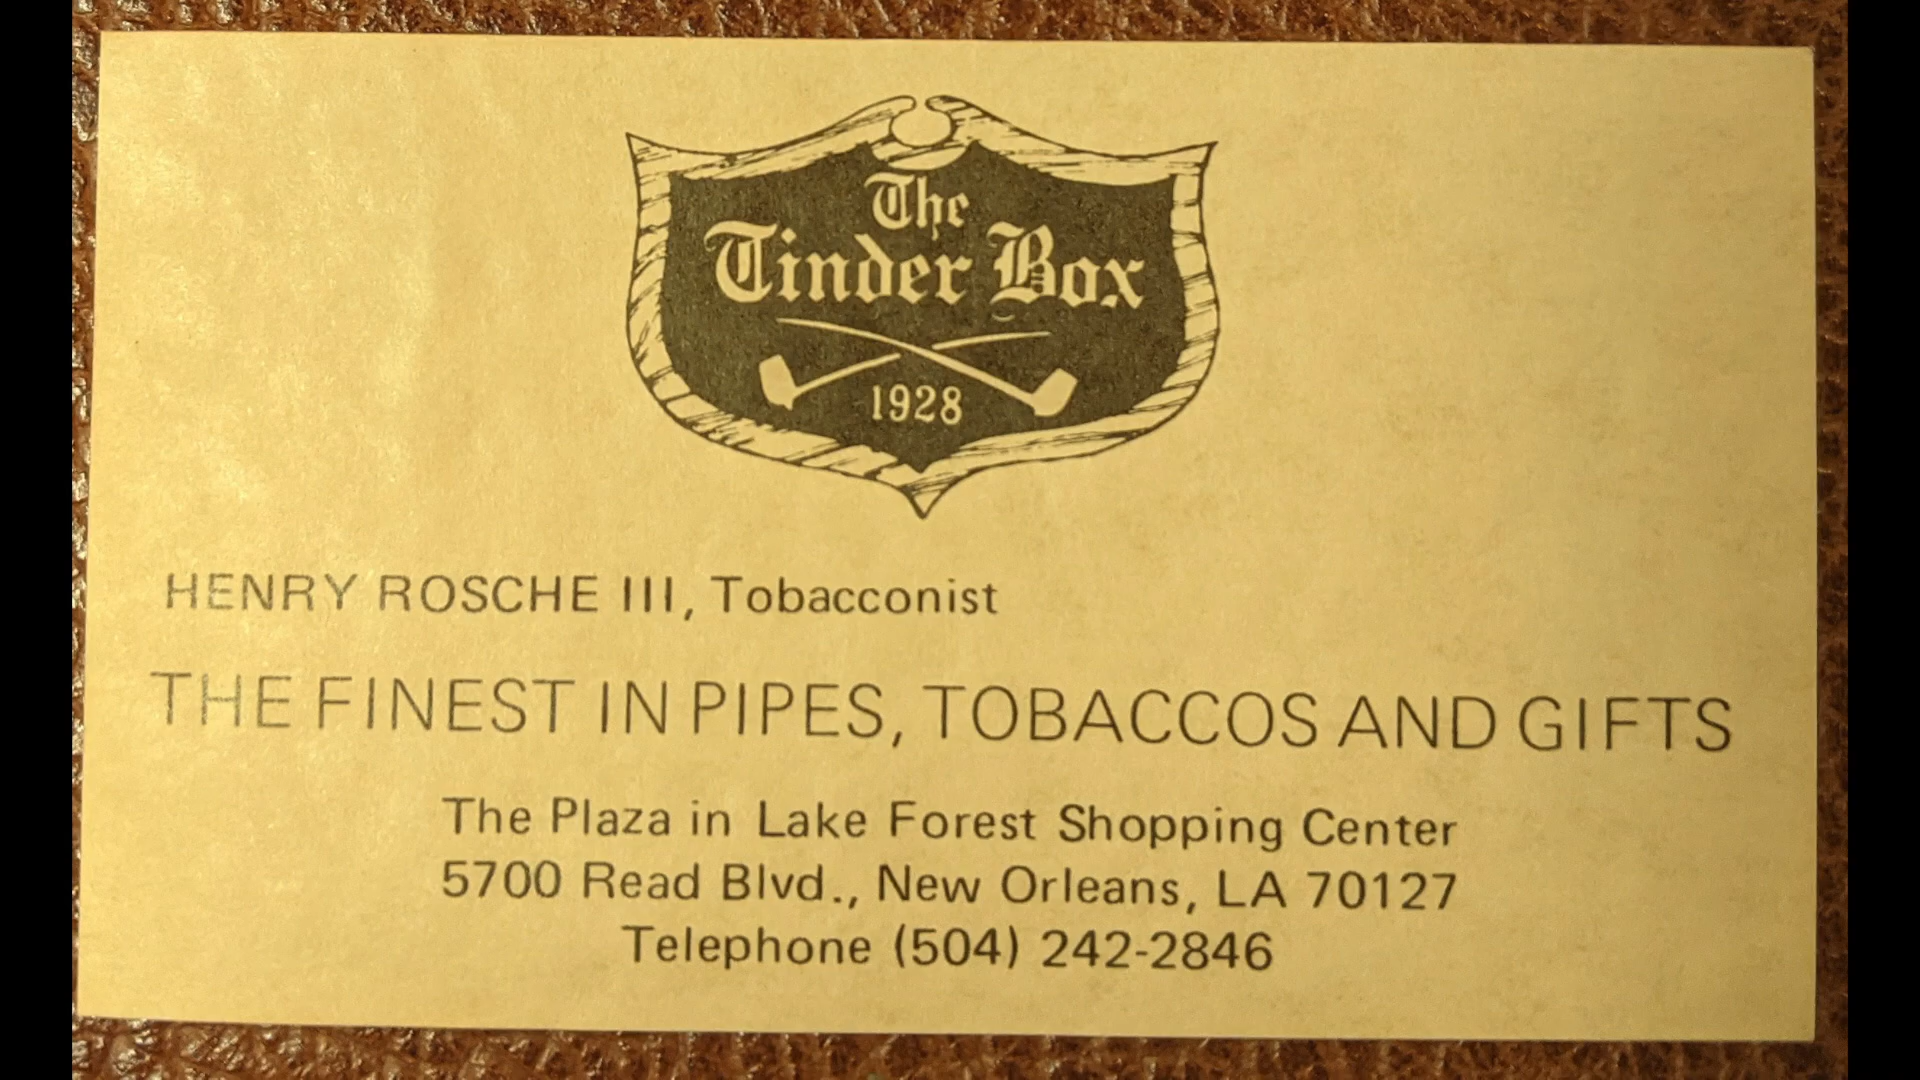 The
Tinder Box
1928
HENRY ROSCHE III, Tobacconist
THE FINEST IN PIPES, TOBACCOS AND GIFTS
The Plaza in Lake Forest Shopping Center
5700 Read Blvd., New Orleans, LA 70127
Telephone (504) 242-2846